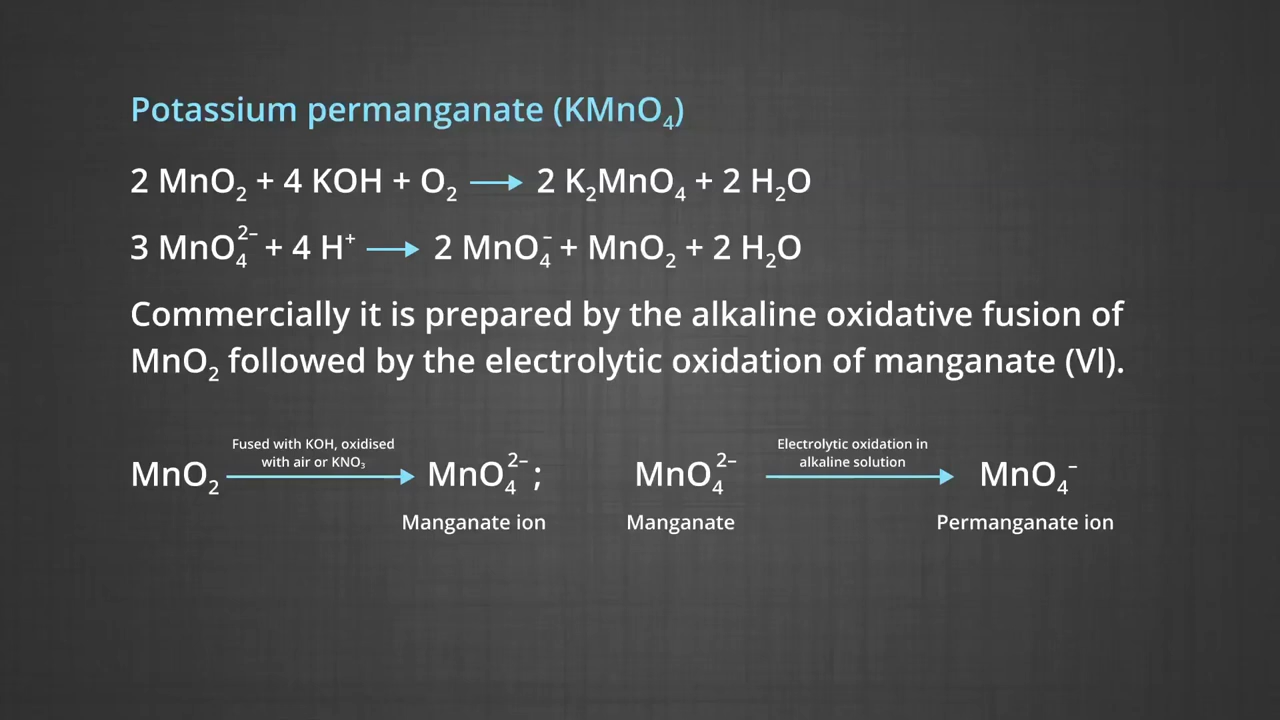 Potassium permanganate (KMnO₄)
2 MnO₂ + 4 KOH + O₂ → 2 K₂MnO₄ + 2 H₂O
3 MnO₄²⁻ + 4 H⁺ → 2 MnO₄⁻ + MnO₂ + 2 H₂O
Commercially it is prepared by the alkaline oxidative fusion of
MnO₂ followed by the electrolytic oxidation of manganate (Vl).
Fused with KOH, oxidised
with air or KNO₃
Electrolytic oxidation in
alkaline solution
MnO₂ → MnO₄²⁻ ; MnO₄²⁻ → MnO₄⁻
Manganate ion Manganate Permanganate ion